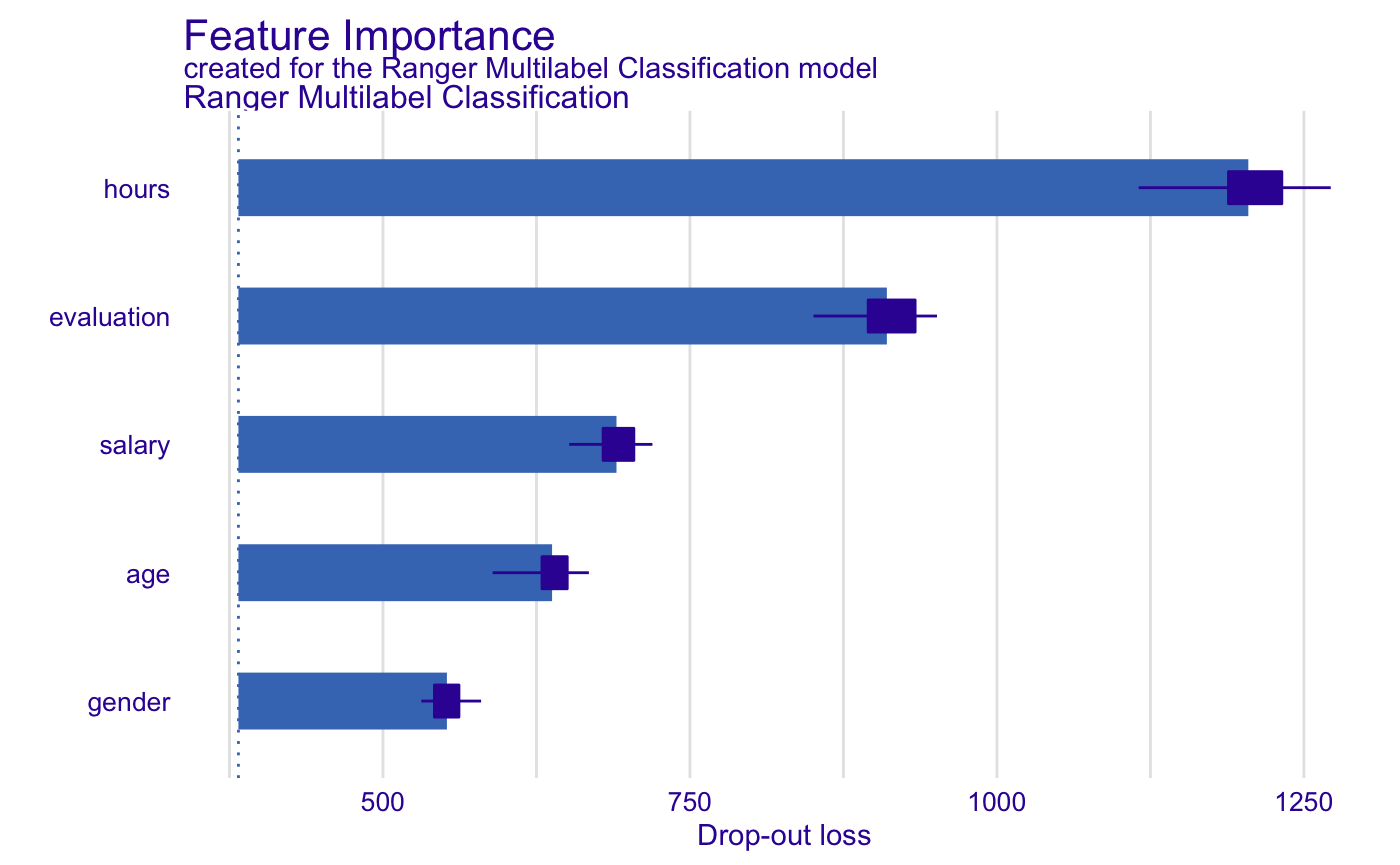 Feature Importance
created for the Ranger Multilabel Classification model
Ranger Multilabel Classification
hours
evaluation
salary
age
gender
500 750 1000 1250
Drop-out loss